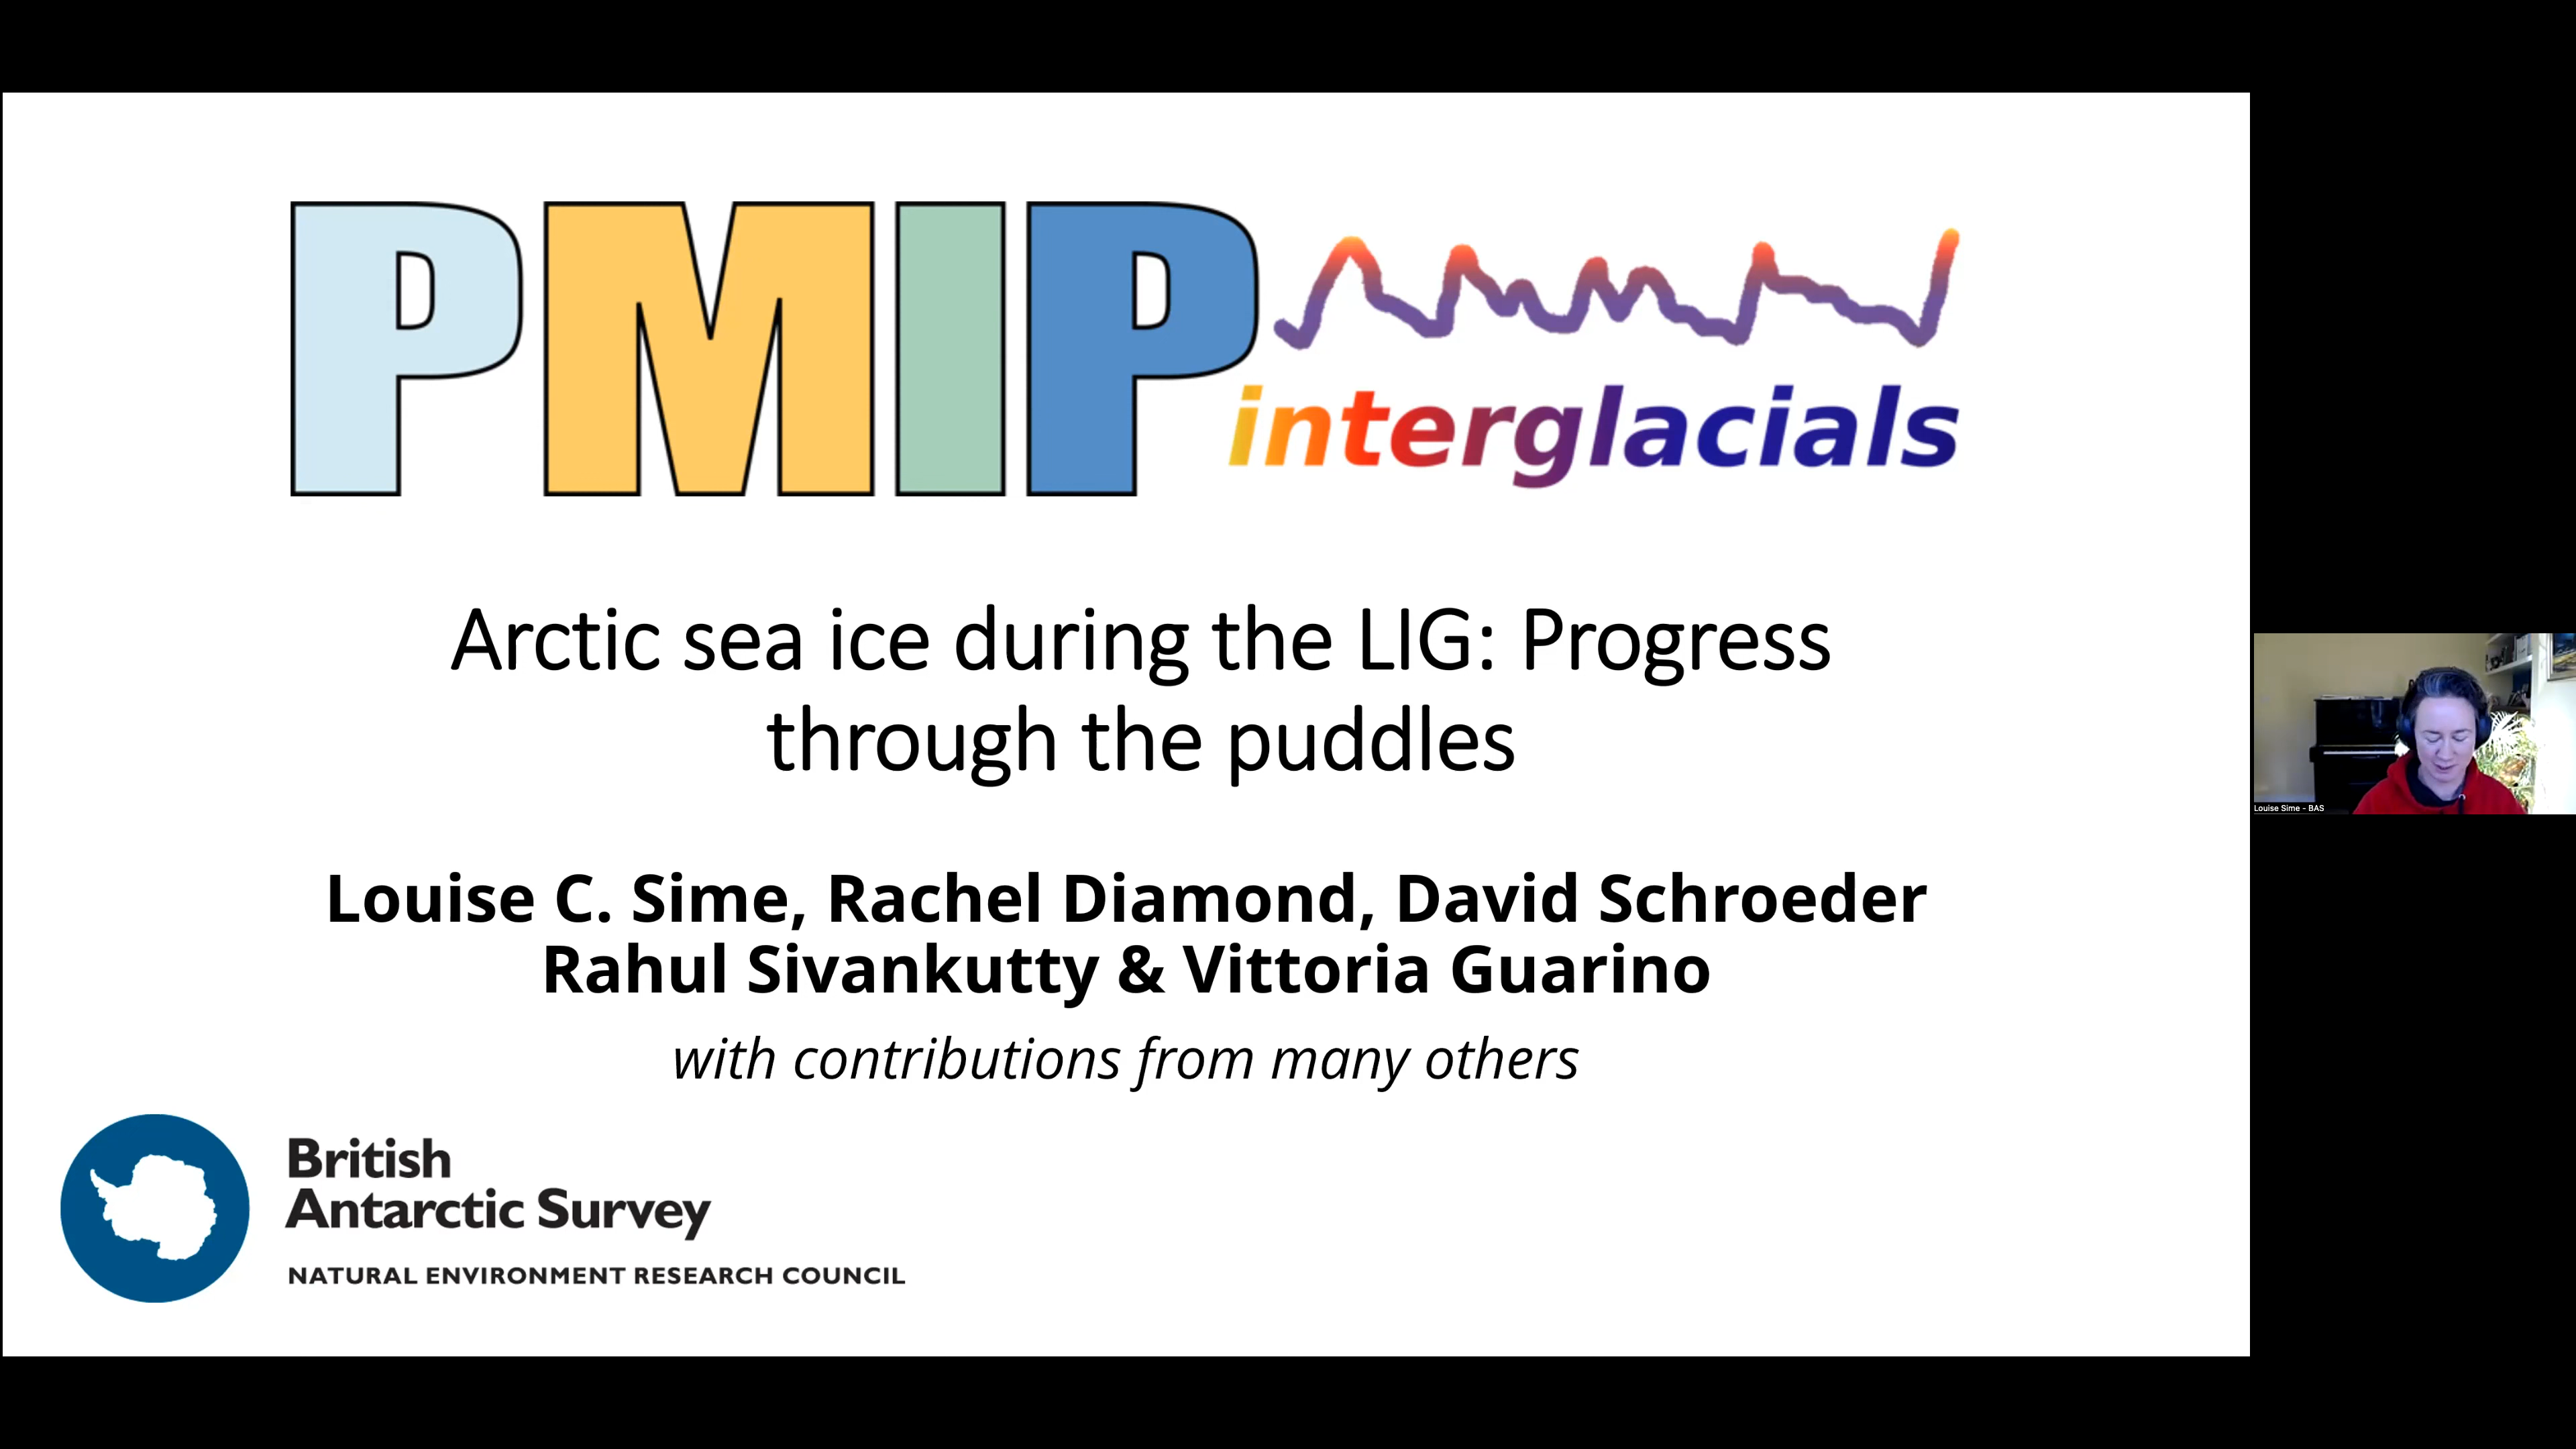 PMIP
interglacials
Arctic sea ice during the LIG: Progress
through the puddles
Louise C. Sime, Rachel Diamond, David Schroeder
Rahul Sivankutty & Vittoria Guarino
with contributions from many others
British
Antarctic Survey
NATURAL ENVIRONMENT RESEARCH COUNCIL
Louise Sime - BAS